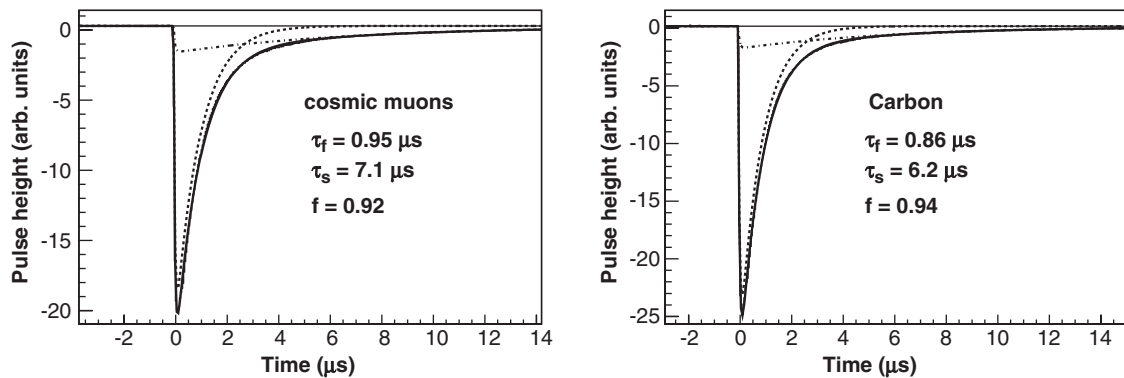 0
-5
-10
-15
-20
Pulse height (arb. units)
cosmic muons
τf = 0.95 μs
τs = 7.1 μs
f = 0.92
-2 0 2 4 6 8 10 12 14
Time (μs)
0
-5
-10
-15
-20
-25
Pulse height (arb. units)
Carbon
τf = 0.86 μs
τs = 6.2 μs
f = 0.94
-2 0 2 4 6 8 10 12 14
Time (μs)